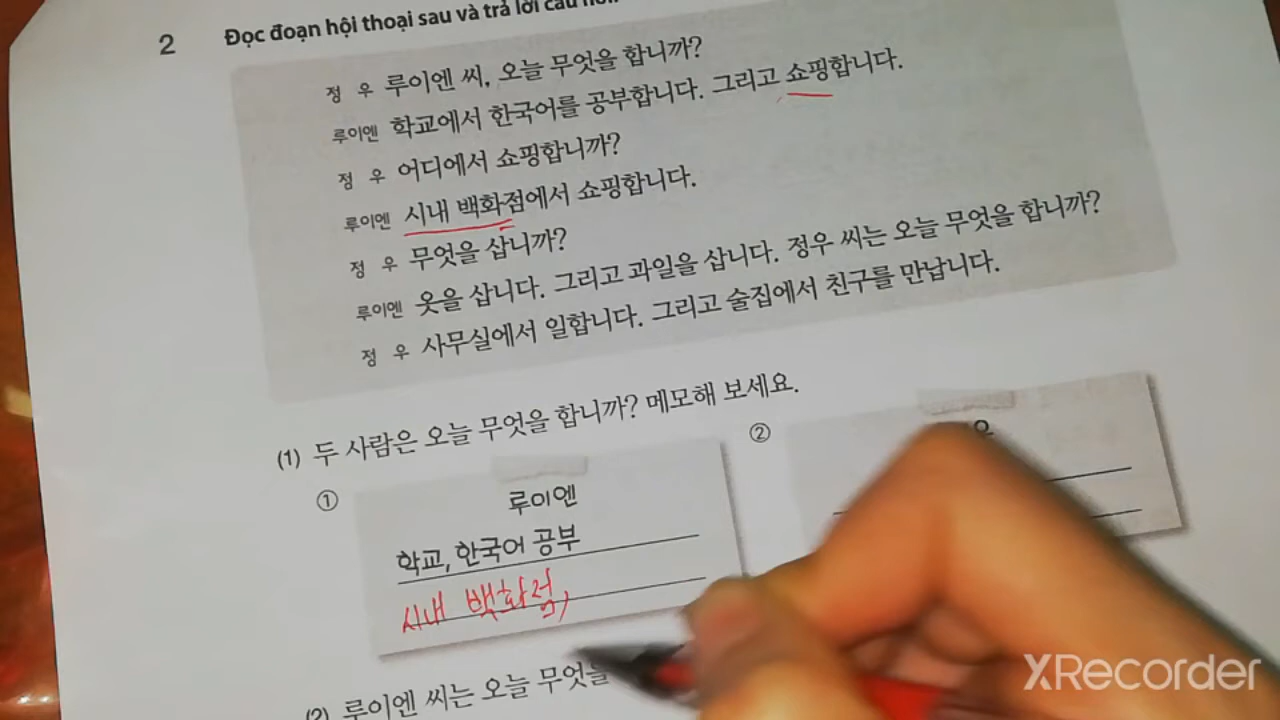 2 Đọc đoạn hội thoại sau và trả lời câu hỏi.
정 우 루이엔 씨, 오늘 무엇을 합니까?
루이엔 학교에서 한국어를 공부합니다. 그리고 쇼핑합니다.
정 우 어디에서 쇼핑합니까?
루이엔 시내 백화점에서 쇼핑합니다.
정 우 무엇을 삽니까?
루이엔 옷을 삽니다. 그리고 과일을 삽니다. 정우 씨는 오늘 무엇을 합니까?
정 우 사무실에서 일합니다. 그리고 술집에서 친구를 만납니다.
(1) 두 사람은 오늘 무엇을 합니까? 메모해 보세요.
①
루이엔
학교, 한국어 공부
시내 백화점,
②
우
(2) 루이엔 씨는 오늘 무엇을
XRecorder